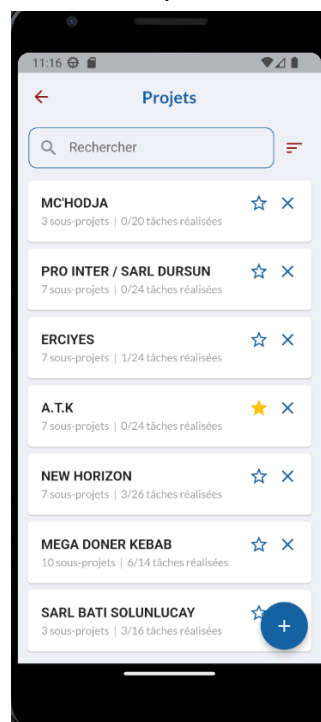 11:16
Projets
Rechercher
MC'HODJA
3 sous-projets | 0/20 tâches réalisées
PRO INTER / SARL DURSUN
7 sous-projets | 0/24 tâches réalisées
ERCIYES
7 sous-projets | 1/24 tâches réalisées
A.T.K
7 sous-projets | 0/24 tâches réalisées
NEW HORIZON
7 sous-projets | 3/26 tâches réalisées
MEGA DONER KEBAB
10 sous-projets | 6/14 tâches réalisées
SARL BATI SOLUNLUCAY
3 sous-projets | 3/16 tâches réalisées